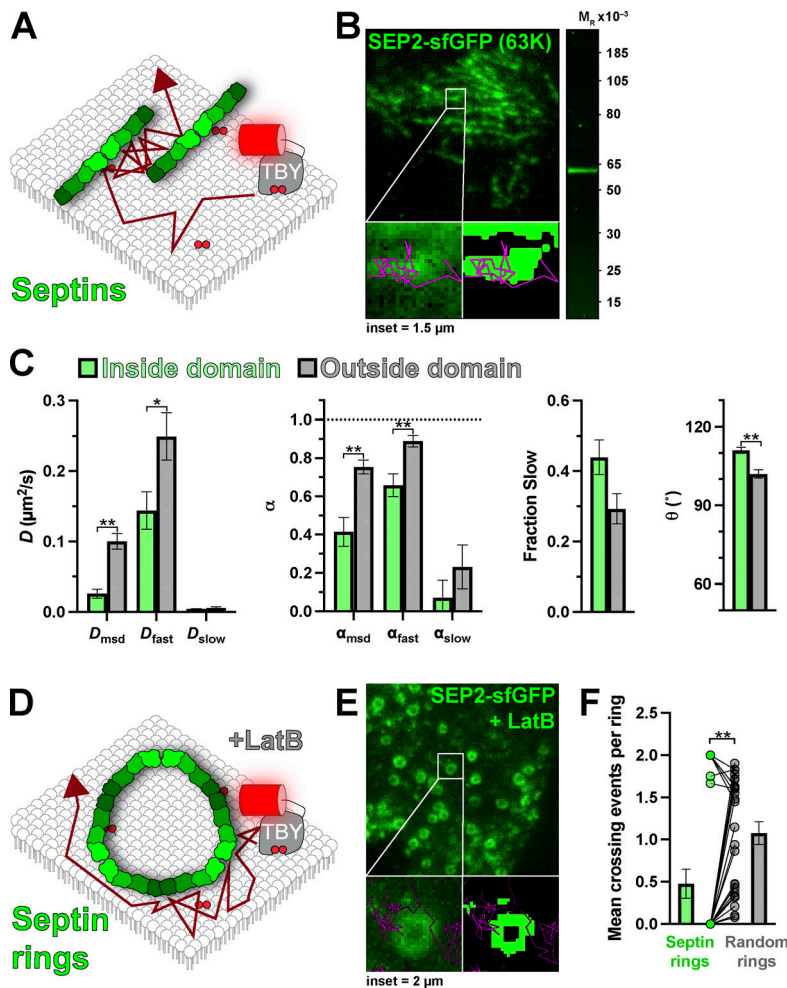 A
TBY
Septins
B
SEP2-sfGFP (63K)
inset = 1.5 µm
MR x10⁻³
185
105
80
65
50
30
25
15
C
Inside domain
Outside domain
D (µm²/s)
0.3
0.2
0.1
0.0
**
*
Dmsd
Dfast
Dslow
α
1.0
0.8
0.6
0.4
0.2
0.0
**
**
αmsd
αfast
αslow
Fraction Slow
0.6
0.4
0.2
0.0
θ (°)
120
100
80
60
**
D
+LatB
TBY
Septin
rings
E
SEP2-sfGFP
+ LatB
inset = 2 µm
F
Mean crossing events per ring
2.5
2.0
1.5
1.0
0.5
0.0
**
Septin
rings
Random
rings